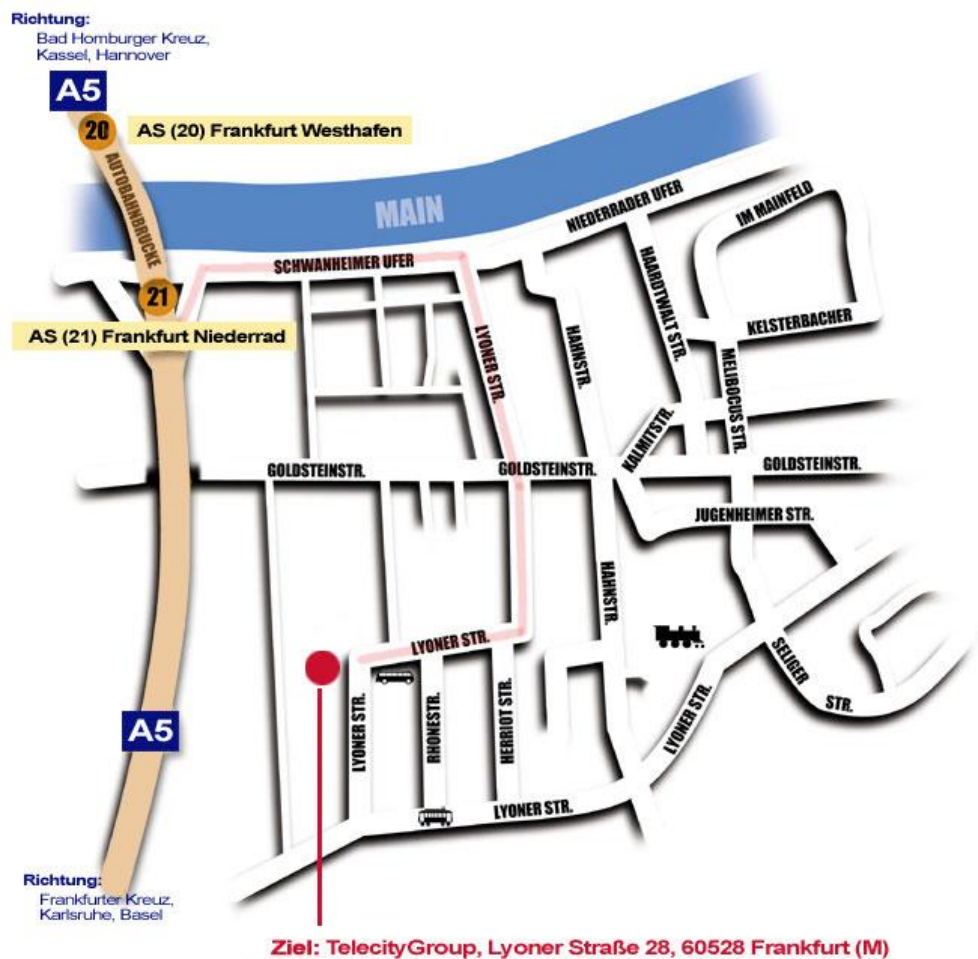 Richtung:
Bad Homburger Kreuz,
Kassel, Hannover
A5
20
AS (20) Frankfurt Westhafen
AUTOBAHNBRÜCKE
MAIN
NIEDERRADER UFER
IM MAINFELD
SCHWANHEIMER UFER
21
AS (21) Frankfurt Niederrad
LYONER STR.
HAHNSTR.
HAARDTWALT STR.
KELSTERBACHER
MELIBOCUS STR.
KALMITSTR.
GOLDSTEINSTR.
GOLDSTEINSTR.
GOLDSTEINSTR.
JUGENHEIMER STR.
HAHNSTR.
LYONER STR.
LYONER STR.
RHONESTR.
HERRIOT STR.
LYONER STR.
SELIGER
STR.
A5
LYONER STR.
Richtung:
Frankfurter Kreuz,
Karlsruhe, Basel
Ziel: TelecityGroup, Lyoner Straße 28, 60528 Frankfurt (M)